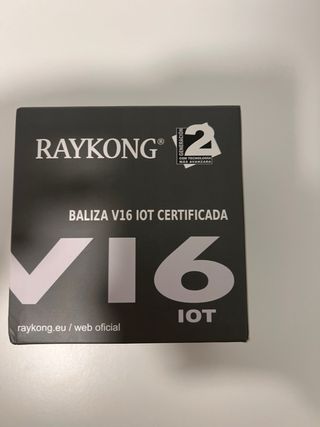 RAYKONG®
GENERACIÓN
2
CON TECNOLOGÍA
MÁS AVANZADA
BALIZA V16 IOT CERTIFICADA
V16
IOT
raykong.eu / web oficial